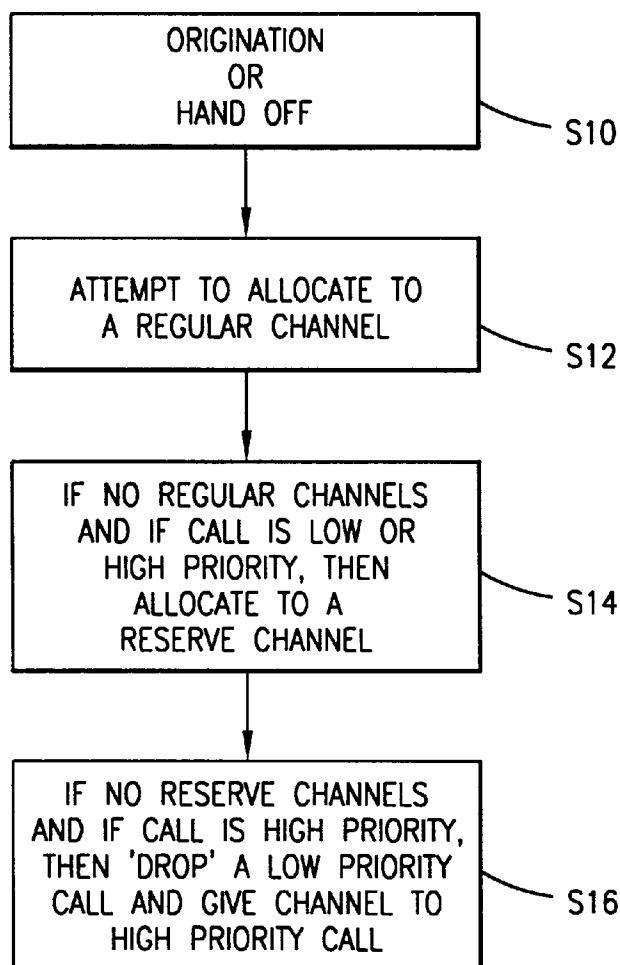 ORIGINATION
OR
HAND OFF
S10
ATTEMPT TO ALLOCATE TO
A REGULAR CHANNEL
S12
IF NO REGULAR CHANNELS
AND IF CALL IS LOW OR
HIGH PRIORITY, THEN
ALLOCATE TO A
RESERVE CHANNEL
S14
IF NO RESERVE CHANNELS
AND IF CALL IS HIGH PRIORITY,
THEN 'DROP' A LOW PRIORITY
CALL AND GIVE CHANNEL TO
HIGH PRIORITY CALL
S16